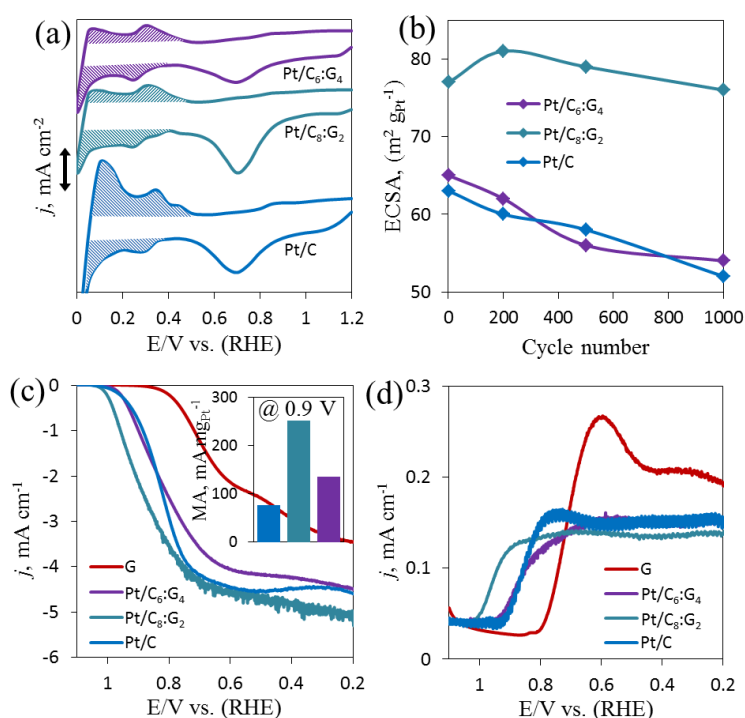 (a)
Pt/C₆:G₄
Pt/C₈:G₂
Pt/C
j, mA cm⁻²
0 0.2 0.4 0.6 0.8 1 1.2
E/V vs. (RHE)
(b)
90
80
70
60
50
ECSA, (m² gPt⁻¹)
Pt/C₆:G₄
Pt/C₈:G₂
Pt/C
0 200 400 600 800 1000
Cycle number
(c)
0
-1
-2
-3
-4
-5
-6
j, mA cm⁻¹
@ 0.9 V
300
200
100
0
MA, mA mgPt⁻¹
G
Pt/C₆:G₄
Pt/C₈:G₂
Pt/C
1 0.8 0.6 0.4 0.2
E/V vs. (RHE)
(d)
0.3
0.2
0.1
0
j, mA cm⁻¹
G
Pt/C₆:G₄
Pt/C₈:G₂
Pt/C
1 0.8 0.6 0.4 0.2
E/V vs. (RHE)